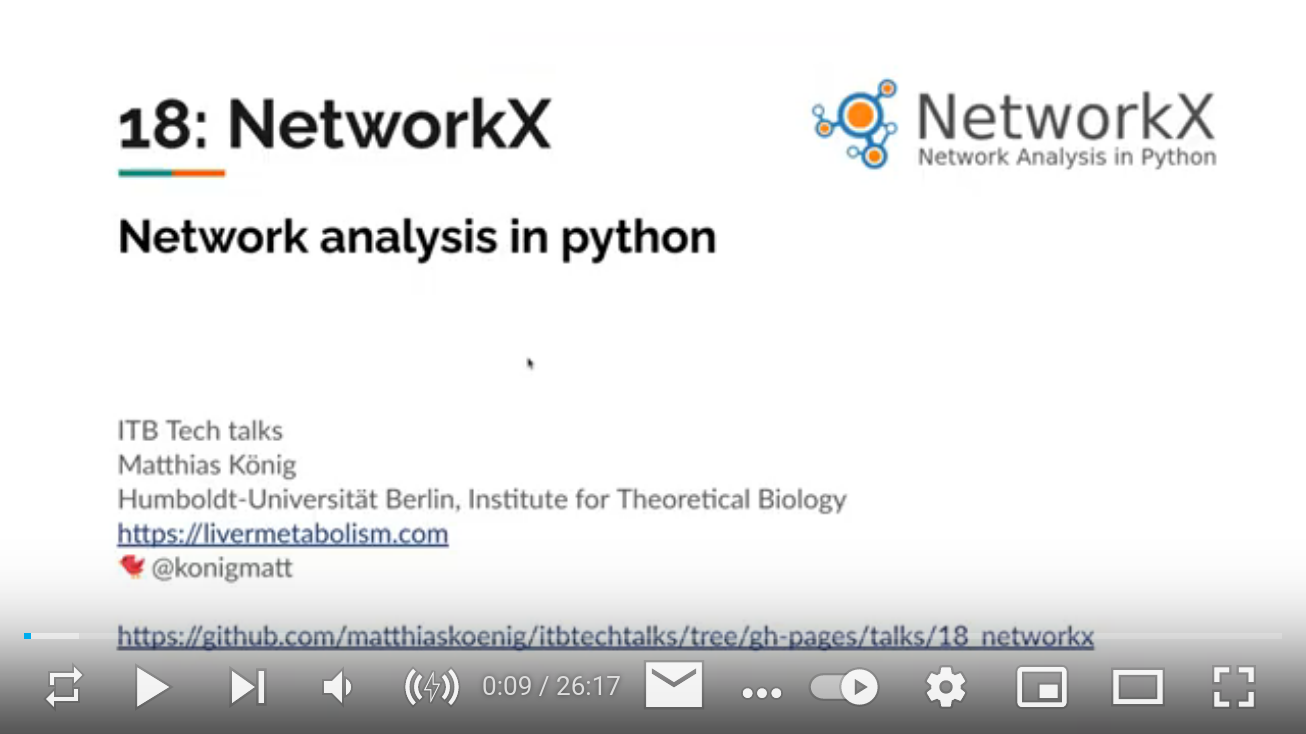 18: NetworkX
NetworkX
Network Analysis in Python
Network analysis in python
ITB Tech talks
Matthias König
Humboldt-Universität Berlin, Institute for Theoretical Biology
https://livermetabolism.com
@konigmatt
https://github.com/matthiaskoenig/itbtechtalks/tree/gh-pages/talks/18_networkx
0:09 / 26:17